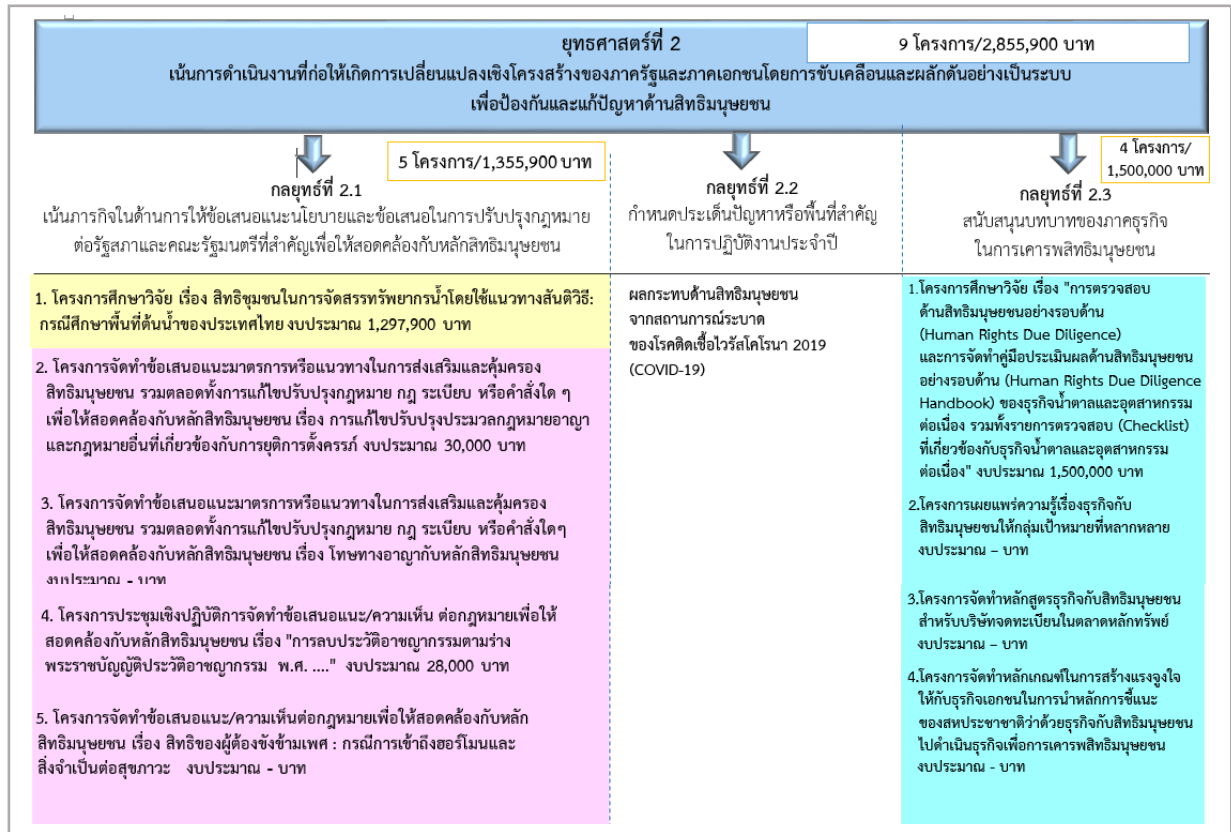 ยุทธศาสตร์ที่ 2
9 โครงการ/2,855,900 บาท
เน้นการดำเนินงานที่ก่อให้เกิดการเปลี่ยนแปลงเชิงโครงสร้างของภาครัฐและภาคเอกชนโดยการขับเคลื่อนและผลักดันอย่างเป็นระบบ
เพื่อป้องกันและแก้ปัญหาด้านสิทธิมนุษยชน
5 โครงการ/1,355,900 บาท
กลยุทธ์ที่ 2.1
เน้นภารกิจในด้านการให้ข้อเสนอแนะนโยบายและข้อเสนอในการปรับปรุงกฎหมาย
ต่อรัฐสภาและคณะรัฐมนตรีที่สำคัญเพื่อให้สอดคล้องกับหลักสิทธิมนุษยชน
กลยุทธ์ที่ 2.2
กำหนดประเด็นปัญหาหรือพื้นที่สำคัญ
ในการปฏิบัติงานประจำปี
4 โครงการ/
1,500,000 บาท
กลยุทธ์ที่ 2.3
สนับสนุนบทบาทของภาคธุรกิจ
ในการเคารพสิทธิมนุษยชน
1. โครงการศึกษาวิจัย เรื่อง สิทธิชุมชนในการจัดสรรทรัพยากรน้ำโดยใช้แนวทางสันติวิธี:
กรณีศึกษาพื้นที่ต้นน้ำของประเทศไทย งบประมาณ 1,297,900 บาท
2. โครงการจัดทำข้อเสนอแนะมาตรการหรือแนวทางในการส่งเสริมและคุ้มครอง
สิทธิมนุษยชน รวมตลอดทั้งการแก้ไขปรับปรุงกฎหมาย กฎ ระเบียบ หรือคำสั่งใด ๆ
เพื่อให้สอดคล้องกับหลักสิทธิมนุษยชน เรื่อง การแก้ไขปรับปรุงประมวลกฎหมายอาญา
และกฎหมายอื่นที่เกี่ยวข้องกับการยุติการตั้งครรภ์ งบประมาณ 30,000 บาท
3. โครงการจัดทำข้อเสนอแนะมาตรการหรือแนวทางในการส่งเสริมและคุ้มครอง
สิทธิมนุษยชน รวมตลอดทั้งการแก้ไขปรับปรุงกฎหมาย กฎ ระเบียบ หรือคำสั่งใดๆ
เพื่อให้สอดคล้องกับหลักสิทธิมนุษยชน เรื่อง โทษทางอาญากับหลักสิทธิมนุษยชน
งบประมาณ - บาท
4. โครงการประชุมเชิงปฏิบัติการจัดทำข้อเสนอแนะ/ความเห็น ต่อกฎหมายเพื่อให้
สอดคล้องกับหลักสิทธิมนุษยชน เรื่อง "การลบประวัติอาชญากรรมตามร่าง
พระราชบัญญัติประวัติอาชญากรรม พ.ศ. ...." งบประมาณ 28,000 บาท
5. โครงการจัดทำข้อเสนอแนะ/ความเห็นต่อกฎหมายเพื่อให้สอดคล้องกับหลัก
สิทธิมนุษยชน เรื่อง สิทธิของผู้ต้องขังข้ามเพศ : กรณีการเข้าถึงฮอร์โมนและ
สิ่งจำเป็นต่อสุขภาวะ งบประมาณ - บาท
ผลกระทบด้านสิทธิมนุษยชน
จากสถานการณ์ระบาด
ของโรคติดเชื้อไวรัสโคโรนา 2019
(COVID-19)
1.โครงการศึกษาวิจัย เรื่อง "การตรวจสอบ
ด้านสิทธิมนุษยชนอย่างรอบด้าน
(Human Rights Due Diligence)
และการจัดทำคู่มือประเมินผลด้านสิทธิมนุษยชน
อย่างรอบด้าน (Human Rights Due Diligence
Handbook) ของธุรกิจน้ำตาลและอุตสาหกรรม
ต่อเนื่อง รวมทั้งรายการตรวจสอบ (Checklist)
ที่เกี่ยวข้องกับธุรกิจน้ำตาลและอุตสาหกรรม
ต่อเนื่อง" งบประมาณ 1,500,000 บาท
2.โครงการเผยแพร่ความรู้เรื่องธุรกิจกับ
สิทธิมนุษยชนให้กลุ่มเป้าหมายที่หลากหลาย
งบประมาณ – บาท
3.โครงการจัดทำหลักสูตรธุรกิจกับสิทธิมนุษยชน
สำหรับบริษัทจดทะเบียนในตลาดหลักทรัพย์
งบประมาณ – บาท
4.โครงการจัดทำหลักเกณฑ์ในการสร้างแรงจูงใจ
ให้กับธุรกิจเอกชนในการนำหลักการชี้แนะ
ของสหประชาชาติว่าด้วยธุรกิจกับสิทธิมนุษยชน
ไปดำเนินธุรกิจเพื่อการเคารพสิทธิมนุษยชน
งบประมาณ - บาท